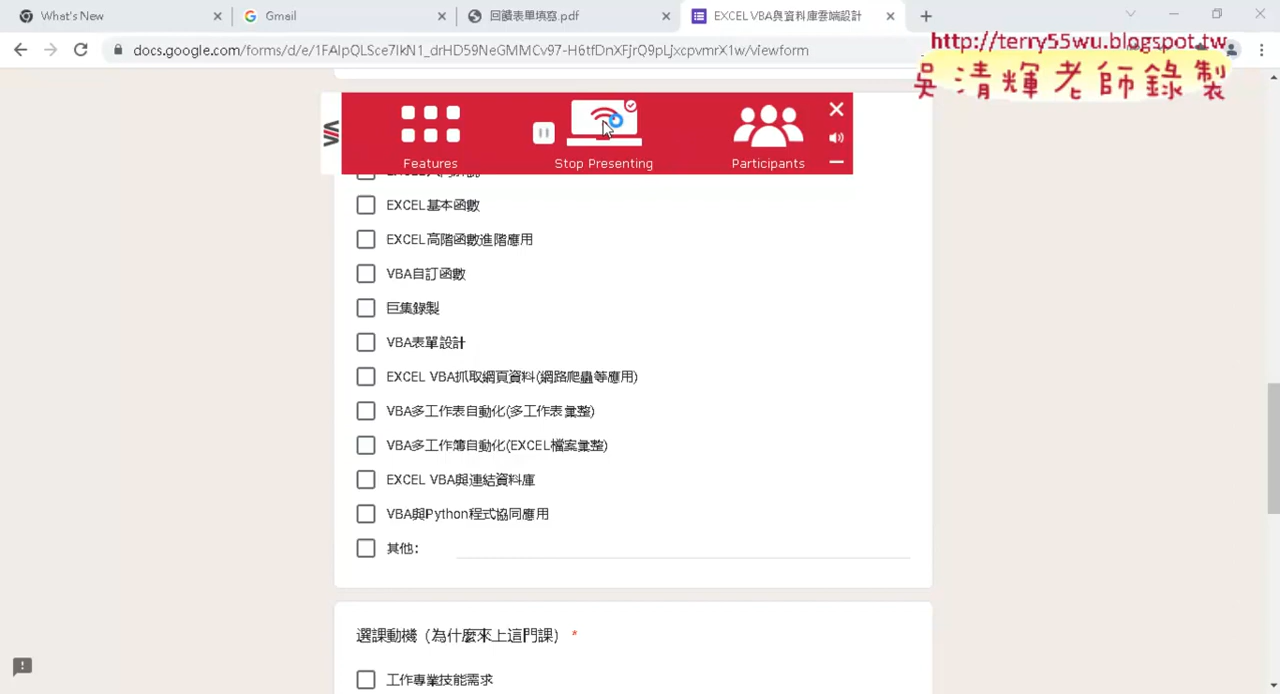 What's New
Gmail
回饋表單填寫.pdf
EXCEL VBA與資料庫雲端設計
docs.google.com/forms/d/e/1FAIpQLSce7lkN1_drHD59NeGMMCv97-H6tfDnXFJrQ9pLJxcpvmrX1w/viewform
http://terry55wu.blogspot.tw
吳清輝老師錄製
Features
Stop Presenting
Participants
EXCEL基本函數
EXCEL高階函數進階應用
VBA自訂函數
巨集錄製
VBA表單設計
EXCEL VBA抓取網頁資料(網路爬蟲等應用)
VBA多工作表自動化(多工作表彙整)
VBA多工作簿自動化(EXCEL檔案彙整)
EXCEL VBA與連結資料庫
VBA與Python程式協同應用
其他：
選課動機（為什麼來上這門課） *
工作專業技能需求